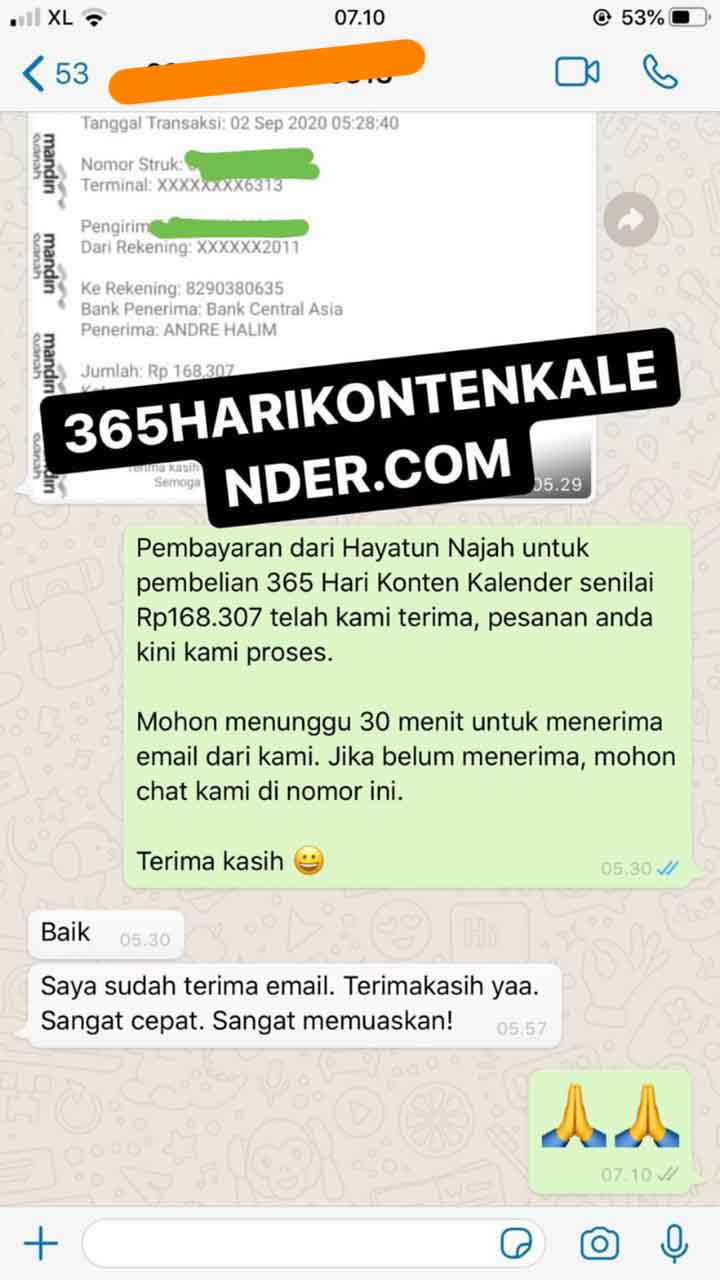 XL
07.10
53%
53
Tanggal Transaksi: 02 Sep 2020 05:28:40
Nomor Struk:
Terminal: XXXXXXXX6313
Pengirim
Dari Rekening: XXXXXX2011
Ke Rekening: 8290380635
Bank Penerima: Bank Central Asia
Penerima: ANDRE HALIM
Jumlah: Rp 168,307
mandiri
mandiri
mandiri
365HARIKONTENKALE
NDER.COM
Terima kasih
Semoga
05.29
Pembayaran dari Hayatun Najah untuk
pembelian 365 Hari Konten Kalender senilai
Rp168.307 telah kami terima, pesanan anda
kini kami proses.
Mohon menunggu 30 menit untuk menerima
email dari kami. Jika belum menerima, mohon
chat kami di nomor ini.
Terima kasih 😀
05.30
Baik
05.30
Saya sudah terima email. Terimakasih yaa.
Sangat cepat. Sangat memuaskan!
05.57
🙏🙏
07.10